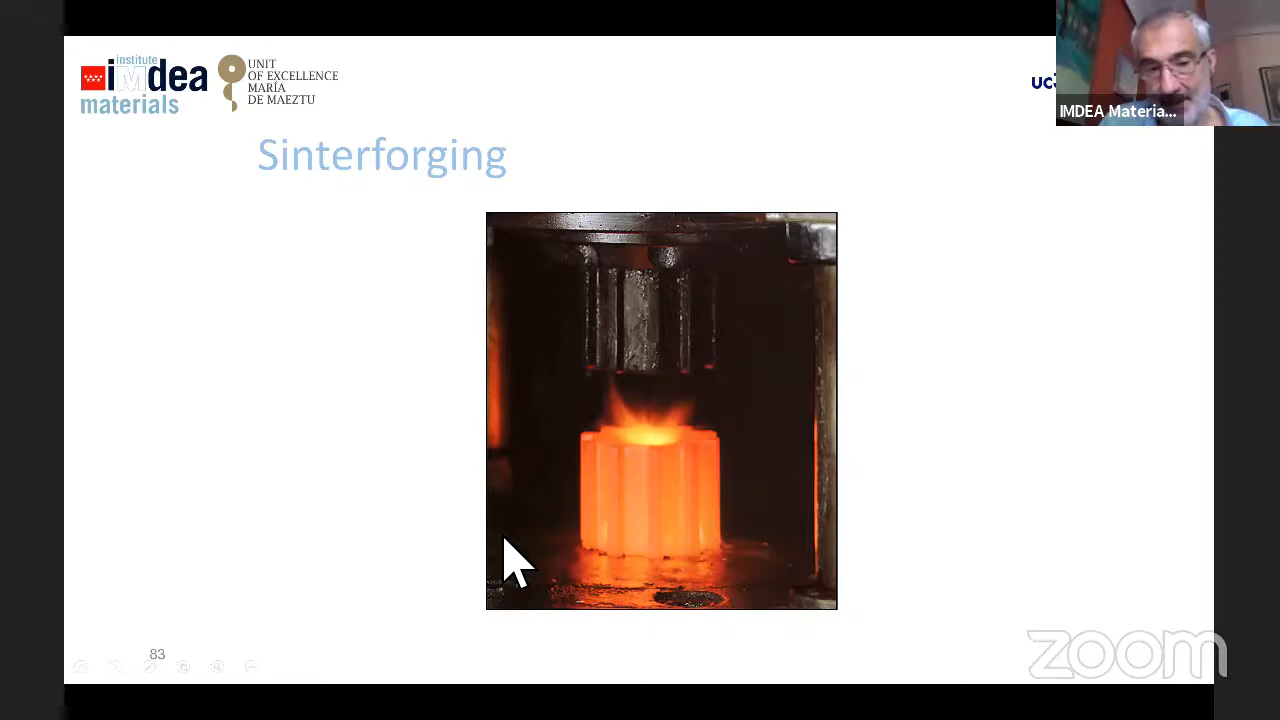 institute
imdea
materials
UNIT
OF EXCELLENCE
MARÍA
DE MAEZTU
IMDEA Materia...
Sinterforging
83
zoom